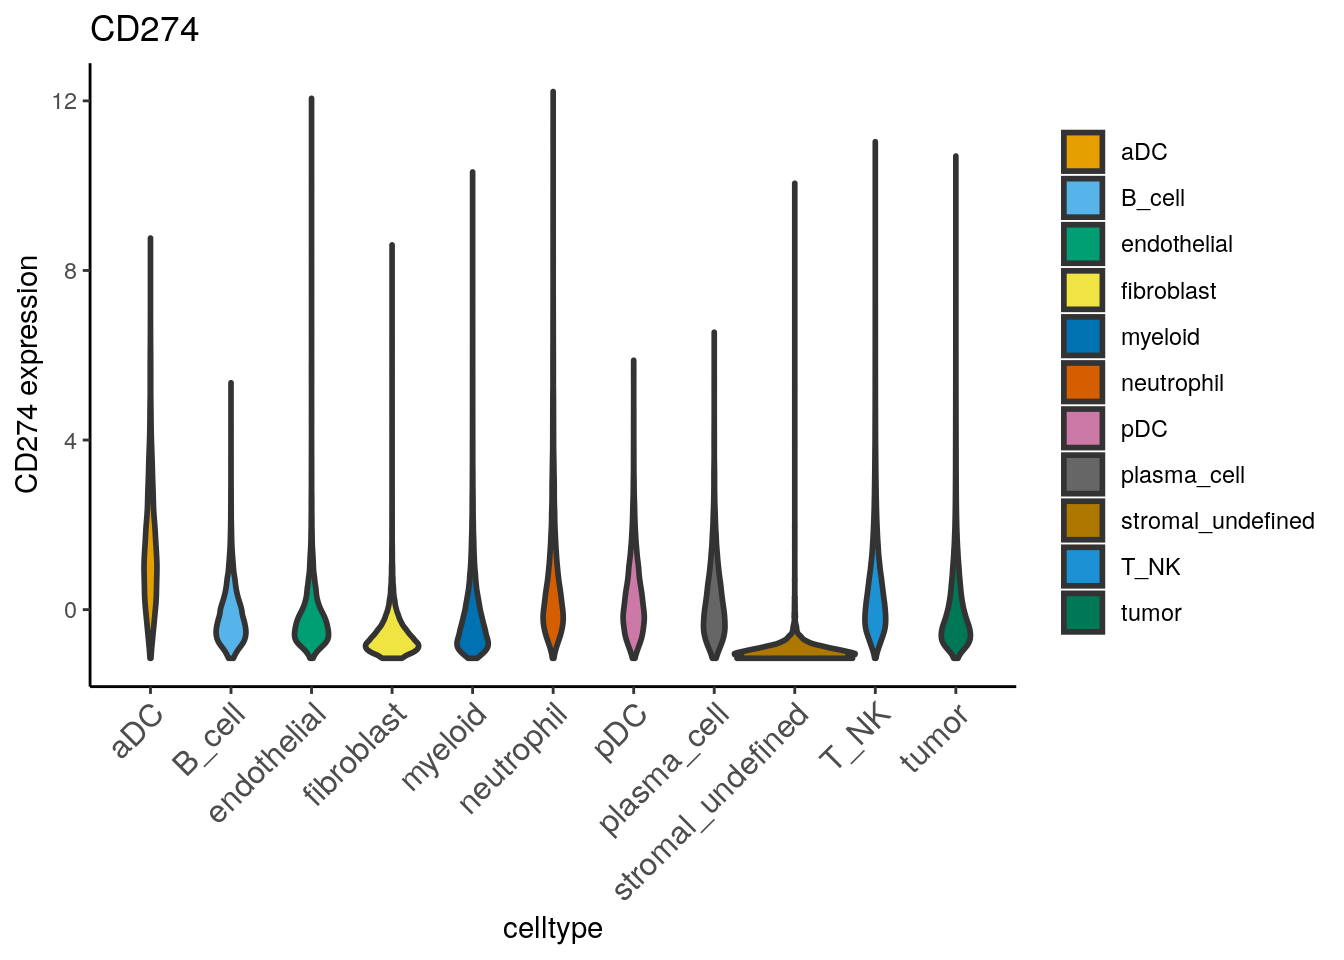 CD274
CD274 expression
12
8
4
0
aDC
B_cell
endothelial
fibroblast
myeloid
neutrophil
pDC
plasma_cell
stromal_undefined
T_NK
tumor
celltype
aDC
B_cell
endothelial
fibroblast
myeloid
neutrophil
pDC
plasma_cell
stromal_undefined
T_NK
tumor